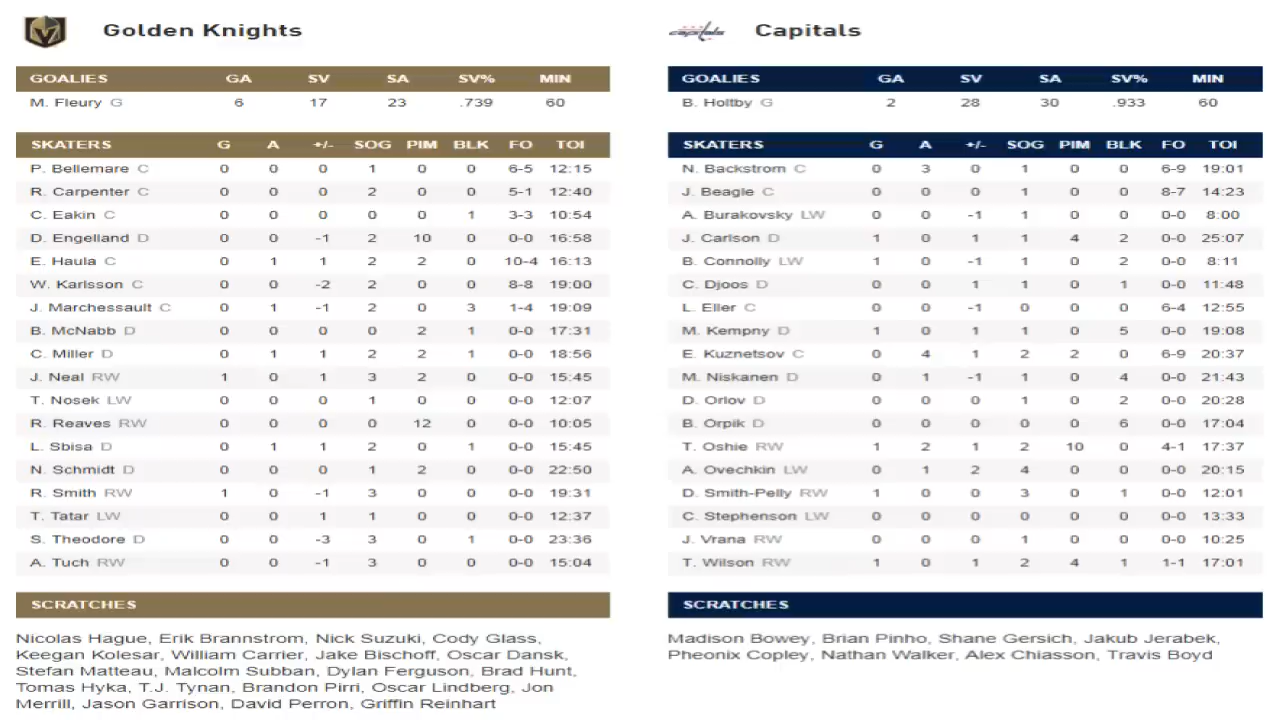 Golden Knights
GOALIES GA SV SA SV% MIN
M. Fleury G 6 17 23 .739 60
SKATERS G A +/- SOG PIM BLK FO TOI
P. Bellemare C 0 0 0 1 0 0 6-5 12:15
R. Carpenter C 0 0 0 2 0 0 5-1 12:40
C. Eakin C 0 0 0 0 0 1 3-3 10:54
D. Engelland D 0 0 -1 2 10 0 0-0 16:58
E. Haula C 0 1 1 2 2 0 10-4 16:13
W. Karlsson C 0 0 -2 2 0 0 8-8 19:00
J. Marchessault C 0 1 -1 2 0 3 1-4 19:09
B. McNabb D 0 0 0 0 2 1 0-0 17:31
C. Miller D 0 1 1 2 2 1 0-0 18:56
J. Neal RW 1 0 1 3 2 0 0-0 15:45
T. Nosek LW 0 0 0 1 0 0 0-0 12:07
R. Reaves RW 0 0 0 0 12 0 0-0 10:05
L. Sbisa D 0 1 1 2 0 1 0-0 15:45
N. Schmidt D 0 0 0 1 2 0 0-0 22:50
R. Smith RW 1 0 -1 3 0 0 0-0 19:31
T. Tatar LW 0 0 1 1 0 0 0-0 12:37
S. Theodore D 0 0 -3 3 0 1 0-0 23:36
A. Tuch RW 0 0 -1 3 0 0 0-0 15:04
SCRATCHES
Nicolas Hague, Erik Brannstrom, Nick Suzuki, Cody Glass,
Keegan Kolesar, William Carrier, Jake Bischoff, Oscar Dansk,
Stefan Matteau, Malcolm Subban, Dylan Ferguson, Brad Hunt,
Tomas Hyka, T.J. Tynan, Brandon Pirri, Oscar Lindberg, Jon
Merrill, Jason Garrison, David Perron, Griffin Reinhart
capitals
Capitals
GOALIES GA SV SA SV% MIN
B. Holtby G 2 28 30 .933 60
SKATERS G A +/- SOG PIM BLK FO TOI
N. Backstrom C 0 3 0 1 0 0 6-9 19:01
J. Beagle C 0 0 0 1 0 0 8-7 14:23
A. Burakovsky LW 0 0 -1 1 0 0 0-0 8:00
J. Carlson D 1 0 1 1 4 2 0-0 25:07
B. Connolly LW 1 0 -1 1 0 2 0-0 8:11
C. Djoos D 0 0 1 1 0 1 0-0 11:48
L. Eller C 0 0 -1 0 0 0 6-4 12:55
M. Kempny D 1 0 1 1 0 5 0-0 19:08
E. Kuznetsov C 0 4 1 2 2 0 6-9 20:37
M. Niskanen D 0 1 -1 1 0 4 0-0 21:43
D. Orlov D 0 0 0 1 0 2 0-0 20:28
B. Orpik D 0 0 0 0 0 6 0-0 17:04
T. Oshie RW 1 2 1 2 10 0 4-1 17:37
A. Ovechkin LW 0 1 2 4 0 0 0-0 20:15
D. Smith-Pelly RW 1 0 0 3 0 1 0-0 12:01
C. Stephenson LW 0 0 0 0 0 0 0-0 13:33
J. Vrana RW 0 0 0 1 0 0 0-0 10:25
T. Wilson RW 1 0 1 2 4 1 1-1 17:01
SCRATCHES
Madison Bowey, Brian Pinho, Shane Gersich, Jakub Jerabek,
Pheonix Copley, Nathan Walker, Alex Chiasson, Travis Boyd